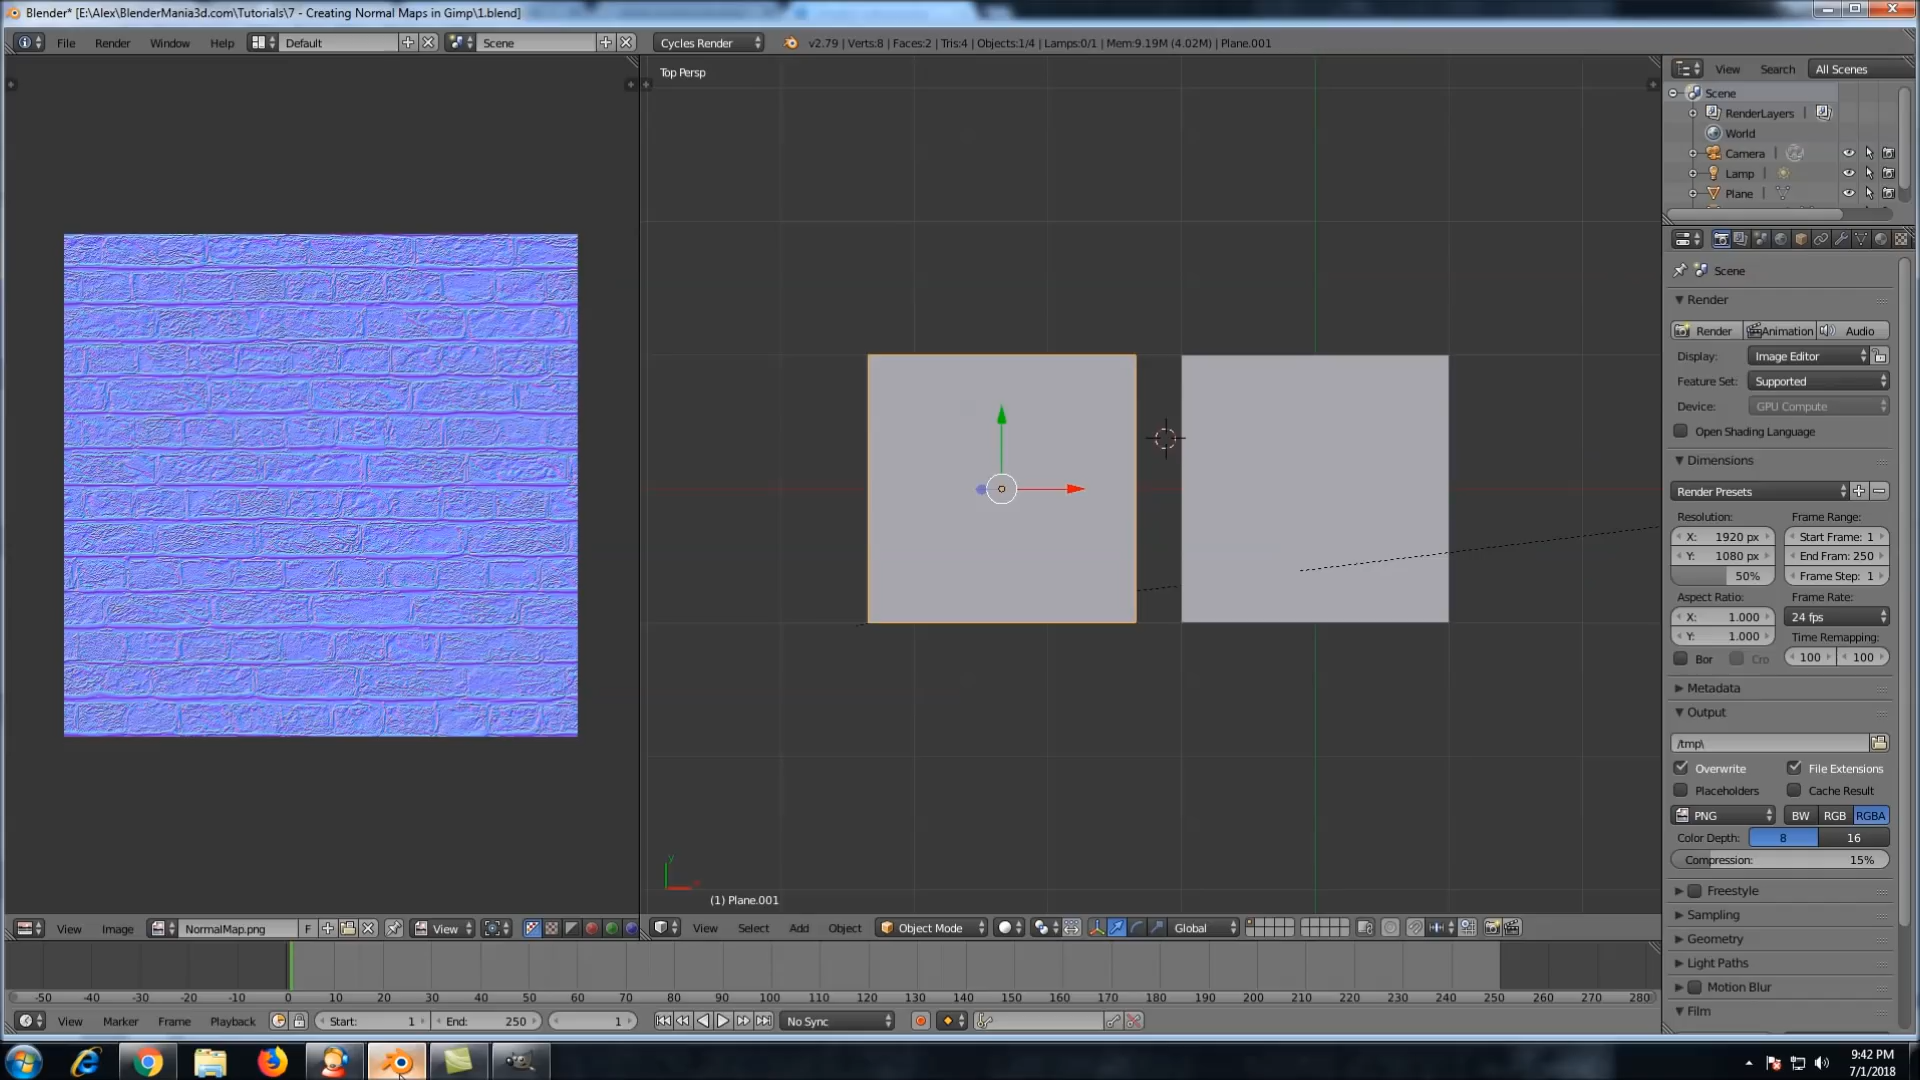 Blender* [E:\Alex\BlenderMania3d.com\Tutorials\7 - Creating Normal Maps in Gimp\1.blend]
File Render Window Help Default Scene Cycles Render v2.79 | Verts:8 | Faces:2 | Tris:4 | Objects:1/4 | Lamps:0/1 | Mem:9.19M (4.02M) | Plane.001
Top Persp
View Search All Scenes
Scene
RenderLayers
World
Camera
Lamp
Plane
Scene
Render
Render Animation Audio
Display: Image Editor
Feature Set: Supported
Device: GPU Compute
Open Shading Language
Dimensions
Render Presets
Resolution: Frame Range:
X: 1920 px Start Frame: 1
Y: 1080 px End Fram: 250
50% Frame Step: 1
Aspect Ratio: Frame Rate:
X: 1.000 24 fps
Y: 1.000 Time Remapping:
Bor Cro 100 100
Metadata
Output
/tmp\
Overwrite File Extensions
Placeholders Cache Result
PNG BW RGB RGBA
Color Depth: 8 16
Compression: 15%
Freestyle
Sampling
Geometry
Light Paths
Motion Blur
Film
y
(1) Plane.001
View Image NormalMap.png F View
View Select Add Object Object Mode Global
-50 -40 -30 -20 -10 0 10 20 30 40 50 60 70 80 90 100 110 120 130 140 150 160 170 180 190 200 210 220 230 240 250 260 270 280
View Marker Frame Playback Start: 1 End: 250 1 No Sync
9:42 PM
7/1/2018